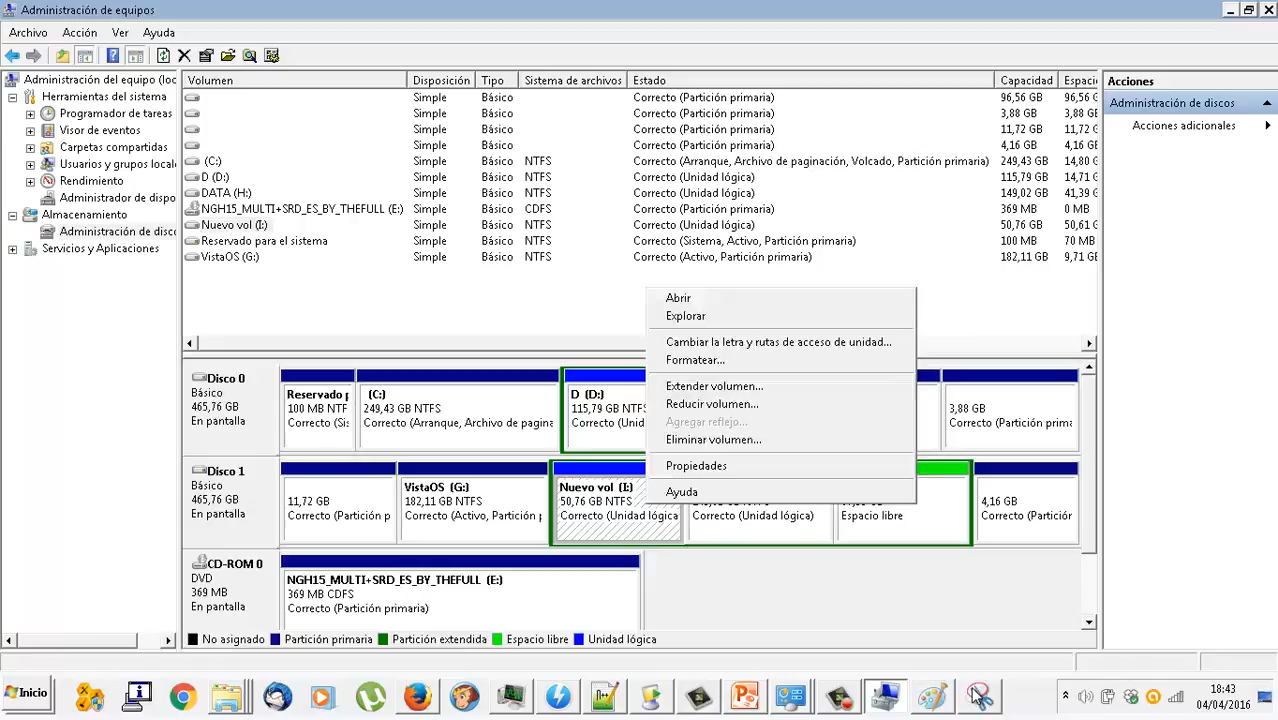 Administración de equipos
Archivo Acción Ver Ayuda
Administración del equipo (loc
Herramientas del sistema
Programador de tareas
Visor de eventos
Carpetas compartidas
Usuarios y grupos locale
Rendimiento
Administrador de dispo
Almacenamiento
Administración de disco
Servicios y Aplicaciones
Volumen Disposición Tipo Sistema de archivos Estado Capacidad Espaci
Simple Básico Correcto (Partición primaria) 96,56 GB 96,56 G
Simple Básico Correcto (Partición primaria) 3,88 GB 3,88 GB
Simple Básico Correcto (Partición primaria) 11,72 GB 11,72 G
Simple Básico Correcto (Partición primaria) 4,16 GB 4,16 GB
(C:) Simple Básico NTFS Correcto (Arranque, Archivo de paginación, Volcado, Partición primaria) 249,43 GB 14,80 G
D (D:) Simple Básico NTFS Correcto (Unidad lógica) 115,79 GB 14,71 G
DATA (H:) Simple Básico NTFS Correcto (Unidad lógica) 149,02 GB 41,39 G
NGH15_MULTI+SRD_ES_BY_THEFULL (E:) Simple Básico CDFS Correcto (Partición primaria) 369 MB 0 MB
Nuevo vol (I:) Simple Básico NTFS Correcto (Unidad lógica) 50,76 GB 50,61 G
Reservado para el sistema Simple Básico NTFS Correcto (Sistema, Activo, Partición primaria) 100 MB 70 MB
VistaOS (G:) Simple Básico NTFS Correcto (Activo, Partición primaria) 182,11 GB 9,71 GB
Acciones
Administración de discos
Acciones adicionales
Abrir
Explorar
Cambiar la letra y rutas de acceso de unidad...
Formatear...
Extender volumen...
Reducir volumen...
Agregar reflejo...
Eliminar volumen...
Propiedades
Ayuda
Disco 0
Básico
465,76 GB
En pantalla
Reservado p
100 MB NTF
Correcto (Sis
(C:)
249,43 GB NTFS
Correcto (Arranque, Archivo de pagina
D (D:)
115,79 GB NTFS
Correcto (Unid
3,88 GB
Correcto (Partición prima
Disco 1
Básico
465,76 GB
En pantalla
11,72 GB
Correcto (Partición p
VistaOS (G:)
182,11 GB NTFS
Correcto (Activo, Partición p
Nuevo vol (I:)
50,76 GB NTFS
Correcto (Unidad lógica
Correcto (Unidad lógica)
Espacio libre
4,16 GB
Correcto (Partición
CD-ROM 0
DVD
369 MB
En pantalla
NGH15_MULTI+SRD_ES_BY_THEFULL (E:)
369 MB CDFS
Correcto (Partición primaria)
No asignado Partición primaria Partición extendida Espacio libre Unidad lógica
Inicio
18:43
04/04/2016